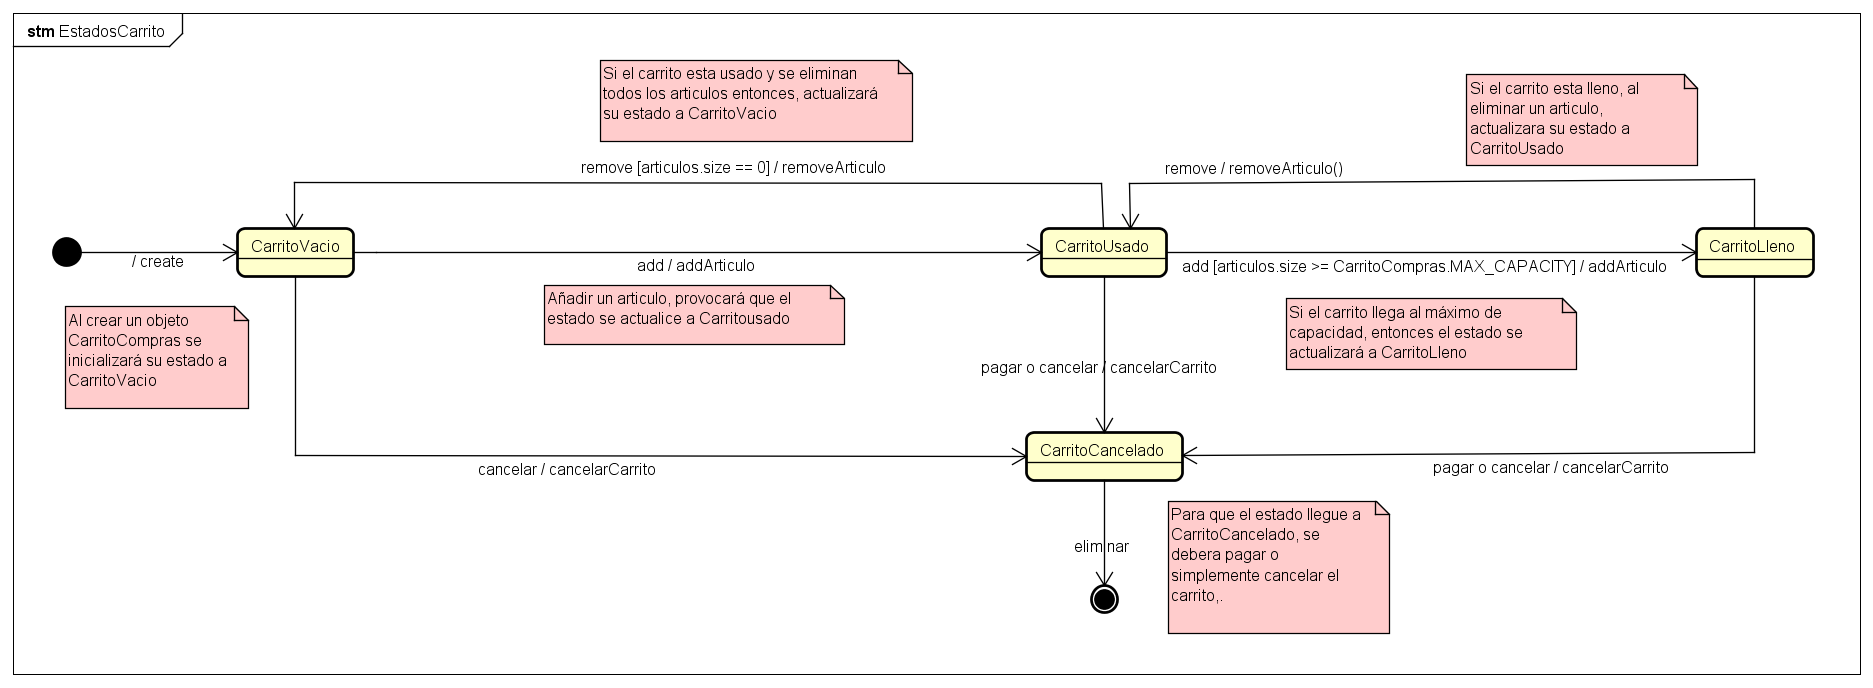 stm EstadosCarrito
Si el carrito esta usado y se eliminan
todos los articulos entonces, actualizará
su estado a CarritoVacio
Si el carrito esta lleno, al
eliminar un articulo,
actualizara su estado a
CarritoUsado
remove [articulos.size == 0] / removeArticulo
remove / removeArticulo()
CarritoVacio
CarritoUsado
CarritoLleno
/ create
add / addArticulo
add [articulos.size >= CarritoCompras.MAX_CAPACITY] / addArticulo
Al crear un objeto
CarritoCompras se
inicializará su estado a
CarritoVacio
Añadir un articulo, provocará que el
estado se actualice a Carritousado
Si el carrito llega al máximo de
capacidad, entonces el estado se
actualizará a CarritoLleno
pagar o cancelar / cancelarCarrito
CarritoCancelado
cancelar / cancelarCarrito
pagar o cancelar / cancelarCarrito
Para que el estado llegue a
CarritoCancelado, se
debera pagar o
simplemente cancelar el
carrito,.
eliminar